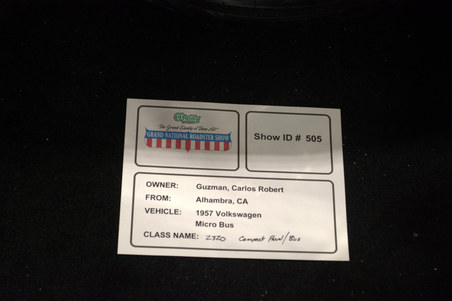 "The Grand Daddy of Them All"
GRAND NATIONAL ROADSTER SHOW
Show ID # 505
OWNER: Guzman, Carlos Robert
FROM: Alhambra, CA
VEHICLE: 1957 Volkswagen
Micro Bus
CLASS NAME: 2320 Compact Panel/Bus